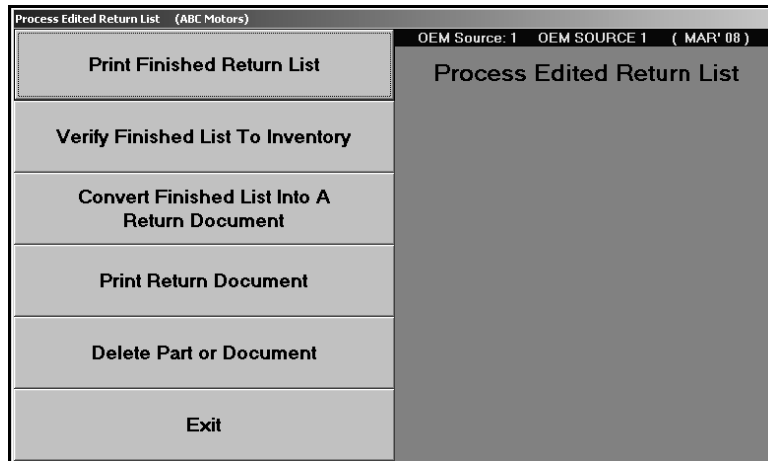 Process Edited Return List (ABC Motors)
OEM Source: 1 OEM SOURCE 1 ( MAR' 08 )
Process Edited Return List
Print Finished Return List
Verify Finished List To Inventory
Convert Finished List Into A
Return Document
Print Return Document
Delete Part or Document
Exit